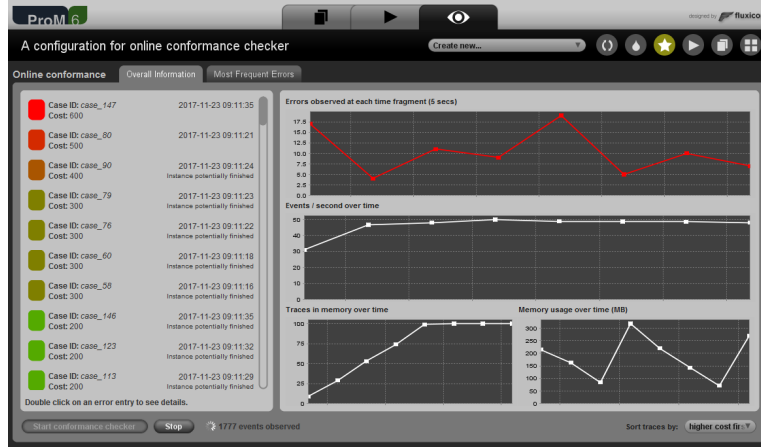 ProM 6
designed by fluxico
A configuration for online conformance checker
Create new...
Online conformance
Overall Information
Most Frequent Errors
Case ID: case_147 2017-11-23 09:11:35
Cost: 600
Case ID: case_80 2017-11-23 09:11:21
Cost: 500
Case ID: case_90 2017-11-23 09:11:24
Cost: 400 Instance potentially finished
Case ID: case_79 2017-11-23 09:11:23
Cost: 300 Instance potentially finished
Case ID: case_76 2017-11-23 09:11:22
Cost: 300 Instance potentially finished
Case ID: case_60 2017-11-23 09:11:18
Cost: 300 Instance potentially finished
Case ID: case_58 2017-11-23 09:11:16
Cost: 300 Instance potentially finished
Case ID: case_146 2017-11-23 09:11:35
Cost: 200 Instance potentially finished
Case ID: case_123 2017-11-23 09:11:32
Cost: 200 Instance potentially finished
Case ID: case_113 2017-11-23 09:11:29
Cost: 200 Instance potentially finished
Double click on an error entry to see details.
Errors observed at each time fragment (5 secs)
17.5
15.0
12.5
10.0
7.5
5.0
2.5
0.0
Events / second over time
50
40
30
20
10
0
Traces in memory over time
100
75
50
25
0
Memory usage over time (MB)
300
250
200
150
100
50
0
Start conformance checker
Stop
1777 events observed
Sort traces by:
higher cost firs